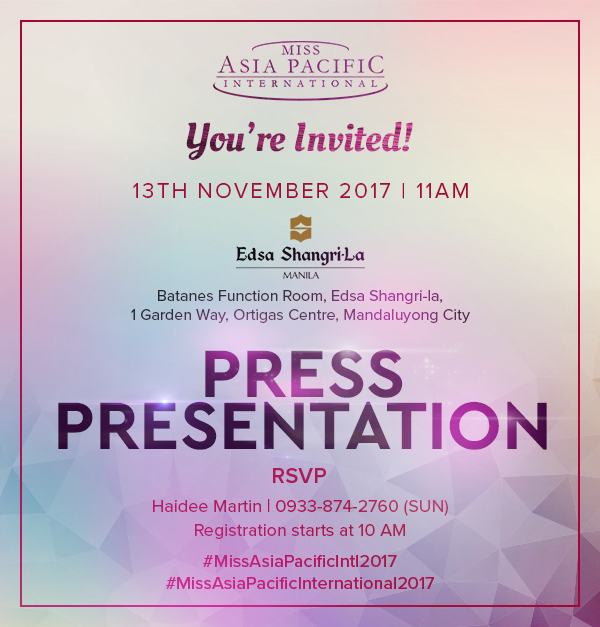 MISS
ASIA PACIFIC
INTERNATIONAL
You're Invited!
13TH NOVEMBER 2017 | 11AM
Edsa Shangri-La
MANILA
Batanes Function Room, Edsa Shangri-la,
1 Garden Way, Ortigas Centre, Mandaluyong City
PRESS
PRESENTATION
RSVP
Haidee Martin | 0933-874-2760 (SUN)
Registration starts at 10 AM
#MissAsiaPacificIntl2017
#MissAsiaPacificInternational2017